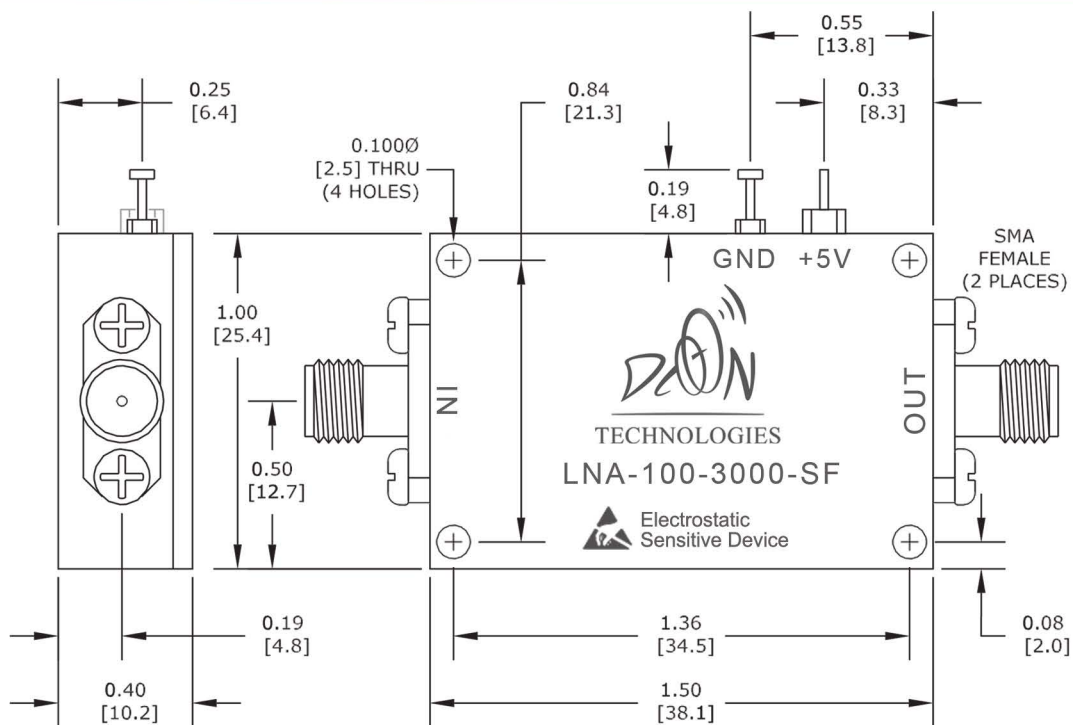 0.55
[13.8]
0.25
[6.4]
0.84
[21.3]
0.33
[8.3]
0.100Ø
[2.5] THRU
(4 HOLES)
0.19
[4.8]
GND +5V
SMA
FEMALE
(2 PLACES)
1.00
[25.4]
IN
DCON
OUT
TECHNOLOGIES
LNA-100-3000-SF
0.50
[12.7]
Electrostatic
Sensitive Device
0.19
[4.8]
1.36
[34.5]
0.08
[2.0]
0.40
[10.2]
1.50
[38.1]